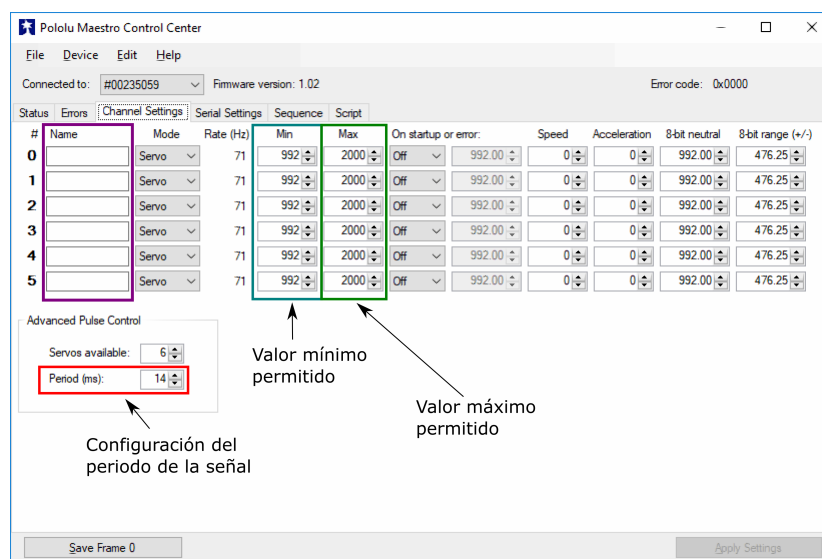 Pololu Maestro Control Center
File Device Edit Help
Connected to: #00235059 Firmware version: 1.02 Error code: 0x0000
Status Errors Channel Settings Serial Settings Sequence Script
# Name Mode Rate (Hz) Min Max On startup or error: Speed Acceleration 8-bit neutral 8-bit range (+/-)
0 Servo 71 992 2000 Off 992.00 0 0 992.00 476.25
1 Servo 71 992 2000 Off 992.00 0 0 992.00 476.25
2 Servo 71 992 2000 Off 992.00 0 0 992.00 476.25
3 Servo 71 992 2000 Off 992.00 0 0 992.00 476.25
4 Servo 71 992 2000 Off 992.00 0 0 992.00 476.25
5 Servo 71 992 2000 Off 992.00 0 0 992.00 476.25
Advanced Pulse Control
Servos available: 6
Period (ms): 14
Valor mínimo
permitido
Valor máximo
permitido
Configuración del
periodo de la señal
Save Frame 0 Apply Settings